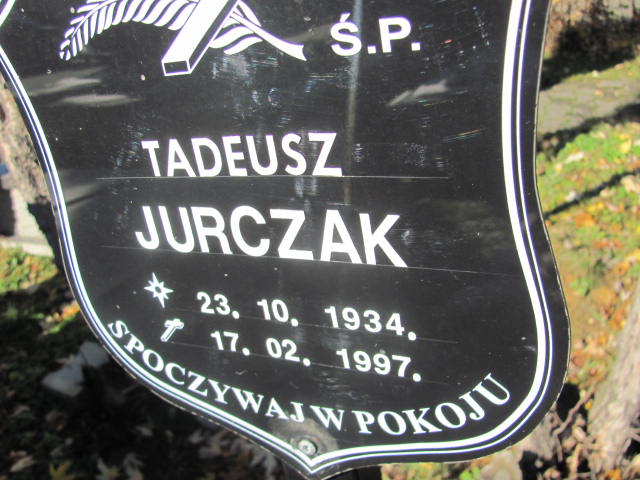 Ś.P.
TADEUSZ
JURCZAK
23. 10. 1934.
17. 02. 1997.
SPOCZYWAJ W POKOJU